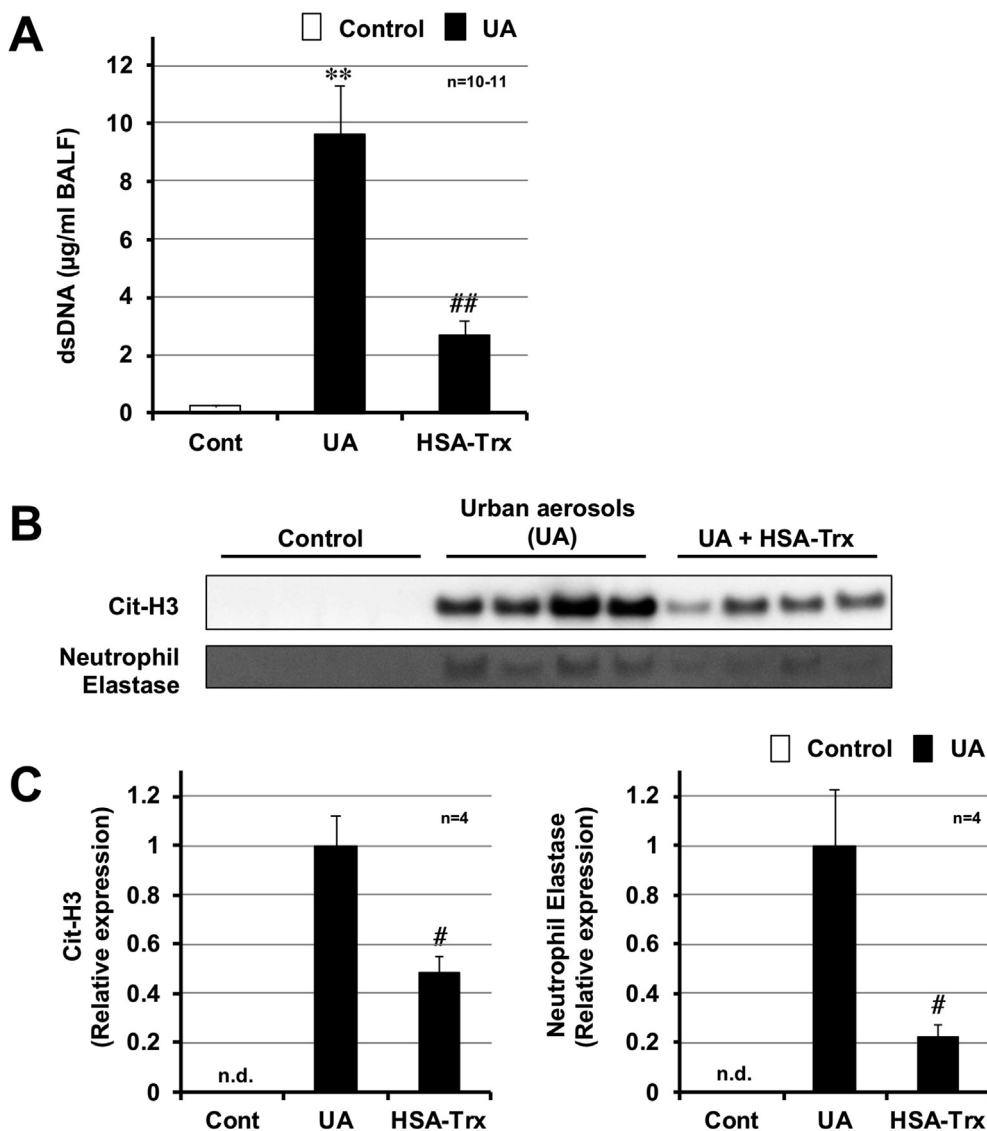 A
Control UA
n=10-11
**
##
dsDNA (µg/ml BALF)
12
10
8
6
4
2
0
Cont UA HSA-Trx
B
Control
Urban aerosols
(UA)
UA + HSA-Trx
Cit-H3
Neutrophil
Elastase
C
Control UA
Cit-H3
(Relative expression)
1.2
1
0.8
0.6
0.4
0.2
0
n=4
#
n.d.
Cont UA HSA-Trx
Neutrophil Elastase
(Relative expression)
1.2
1
0.8
0.6
0.4
0.2
0
n=4
#
n.d.
Cont UA HSA-Trx